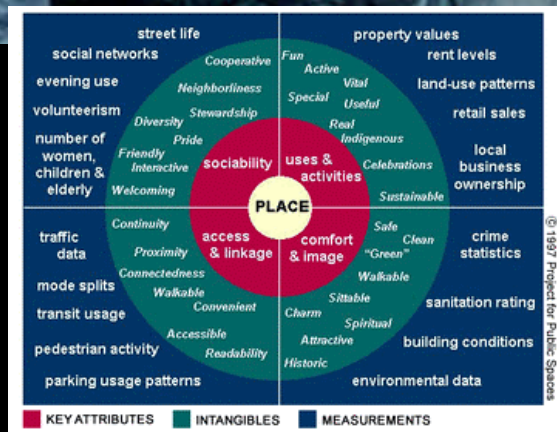 street life
social networks
evening use
volunteerism
number of
women,
children &
elderly
Cooperative
Neighborliness
Stewardship
Diversity
Pride
Friendly
Interactive
Welcoming
sociability
property values
rent levels
land-use patterns
retail sales
local
business
ownership
Fun
Active
Vital
Special
Useful
Real
Indigenous
Celebrations
Sustainable
uses &
activities
PLACE
access
& linkage
Continuity
Proximity
Connectedness
Walkable
Convenient
Accessible
Readability
traffic
data
mode splits
transit usage
pedestrian activity
parking usage patterns
comfort
& image
Safe
Clean
"Green"
Walkable
Sittable
Charm
Spiritual
Attractive
Historic
crime
statistics
sanitation rating
building conditions
environmental data
© 1997 Project for Public Spaces
KEY ATTRIBUTES
INTANGIBLES
MEASUREMENTS